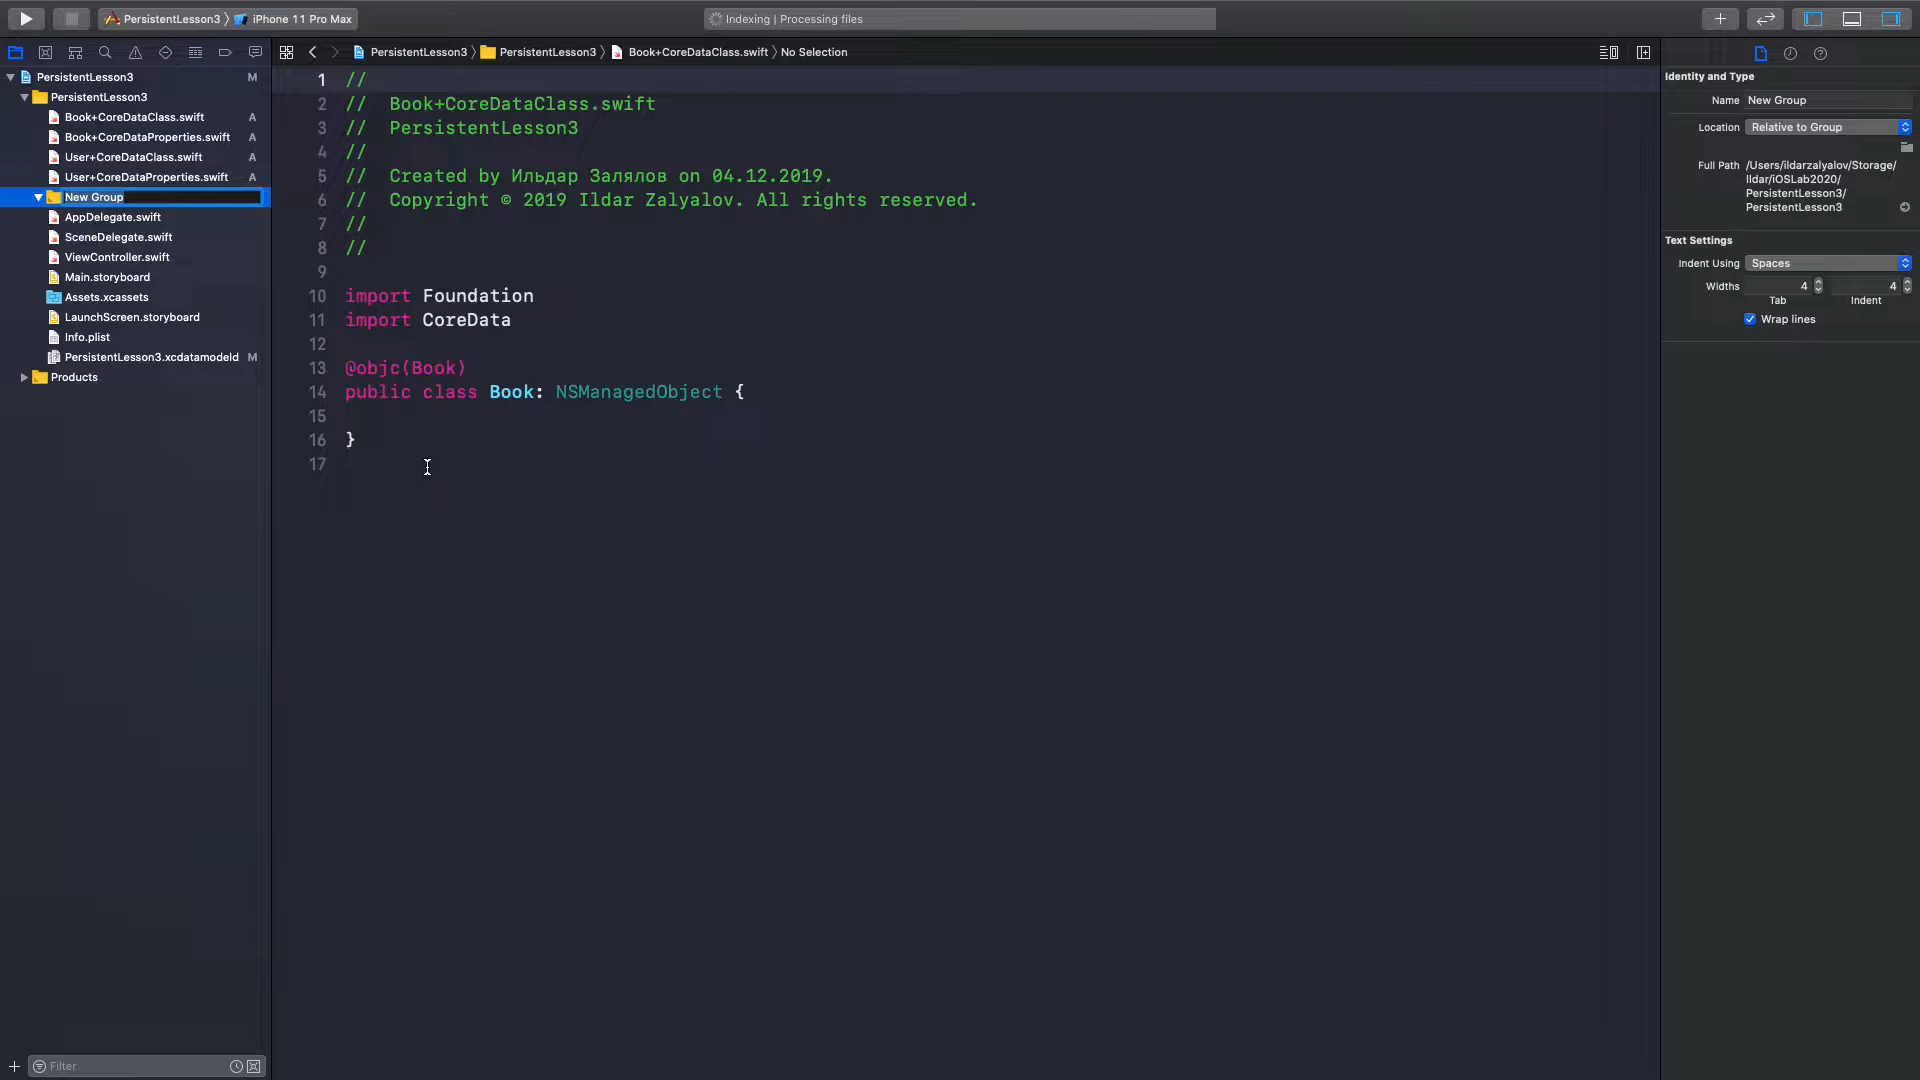 PersistentLesson3 〉 iPhone 11 Pro Max
Indexing | Processing files
PersistentLesson3 〉 PersistentLesson3 〉 Book+CoreDataClass.swift 〉 No Selection
PersistentLesson3 M
PersistentLesson3
Book+CoreDataClass.swift A
Book+CoreDataProperties.swift A
User+CoreDataClass.swift A
User+CoreDataProperties.swift A
New Group
AppDelegate.swift
SceneDelegate.swift
ViewController.swift
Main.storyboard
Assets.xcassets
LaunchScreen.storyboard
Info.plist
PersistentLesson3.xcdatamodeld M
Products
Filter
1 //
2 //  Book+CoreDataClass.swift
3 //  PersistentLesson3
4 //
5 //  Created by Ильдар Залялов on 04.12.2019.
6 //  Copyright © 2019 Ildar Zalyalov. All rights reserved.
7 //
8 //
9
10 import Foundation
11 import CoreData
12
13 @objc(Book)
14 public class Book: NSManagedObject {
15
16 }
17
Identity and Type
Name New Group
Location Relative to Group
Full Path /Users/ildarzalyalov/Storage/
Ildar/iOSLab2020/
PersistentLesson3/
PersistentLesson3
Text Settings
Indent Using Spaces
Widths 4 4
Tab Indent
Wrap lines